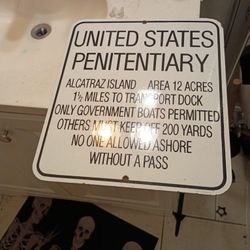 UNITED STATES
PENITENTIARY
ALCATRAZ ISLAND AREA 12 ACRES
1½ MILES TO TRANSPORT DOCK
ONLY GOVERNMENT BOATS PERMITTED
OTHERS MUST KEEP OFF 200 YARDS
NO ONE ALLOWED ASHORE
WITHOUT A PASS